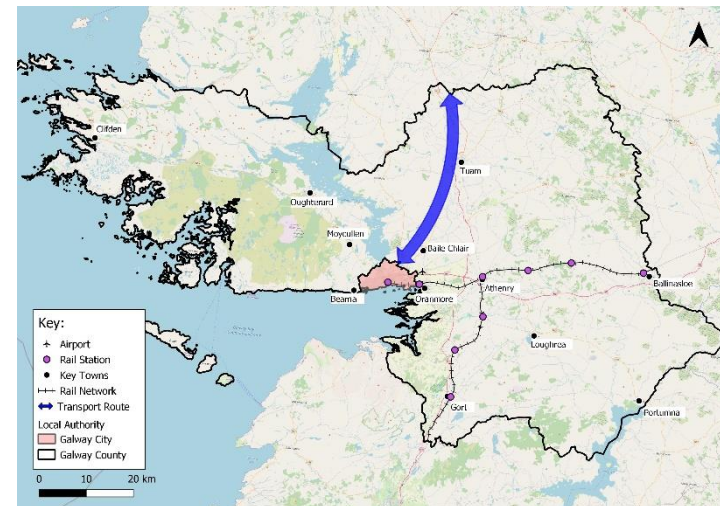 Clifden
Tuam
Oughterard
Moycullen
Baile Chlair
Bearna
Oranmore
Athenry
Ballinasloe
Loughrea
Gort
Portumna
Key:
Airport
Rail Station
Key Towns
Rail Network
Transport Route
Local Authority
Galway City
Galway County
0 10 20 km